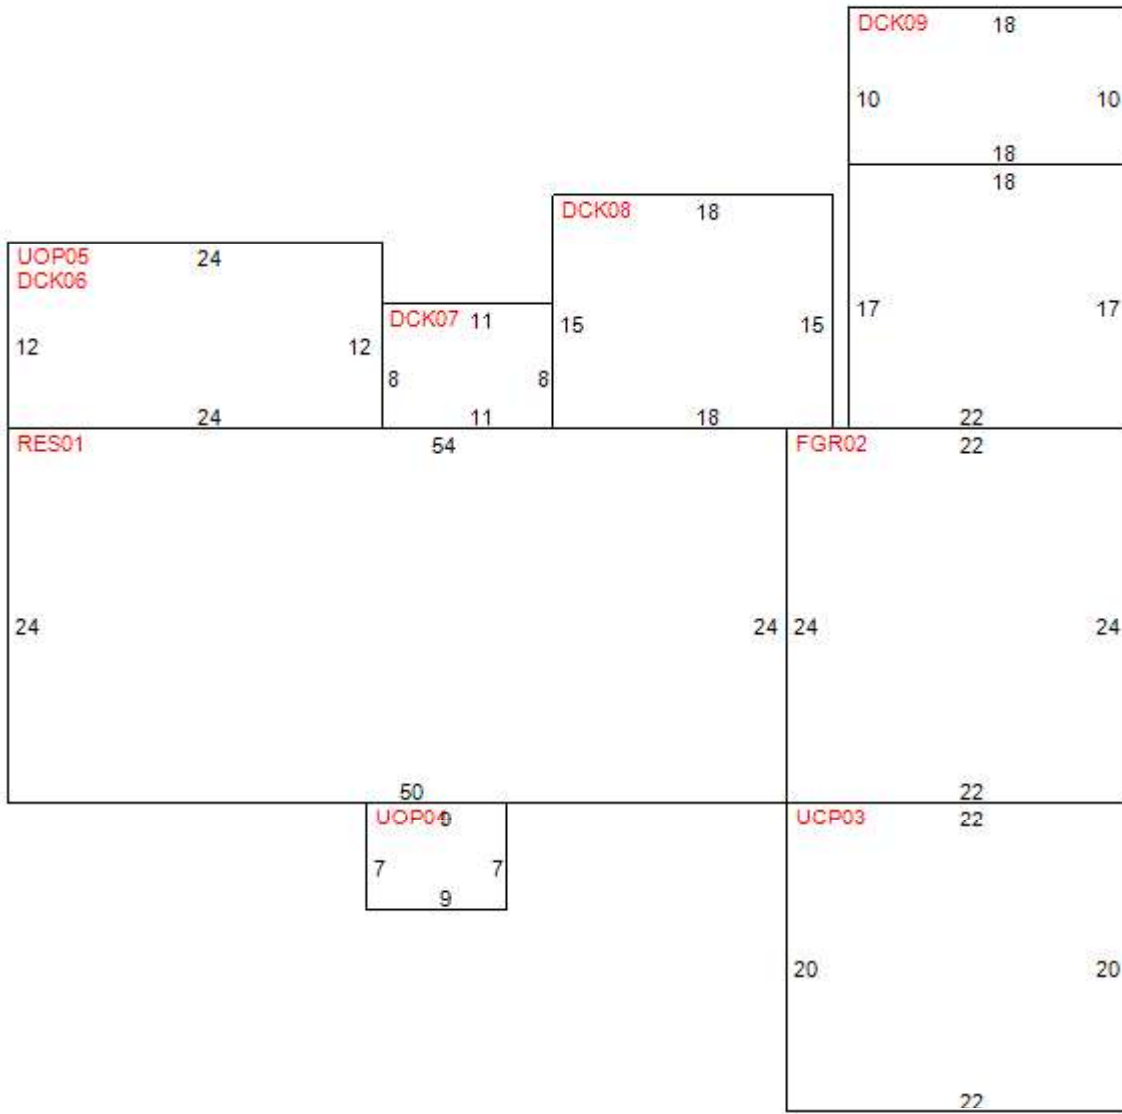 DCK09 18
10 10
18
18
DCK08 18
UOP05 24
DCK06
17 17
DCK07 11
15 15
12 12
8 8
24 11 18 22
RES01 54 FGR02 22
24 24 24 24
50 22
UOP04 9 UCP03 22
7 7
9
20 20
22